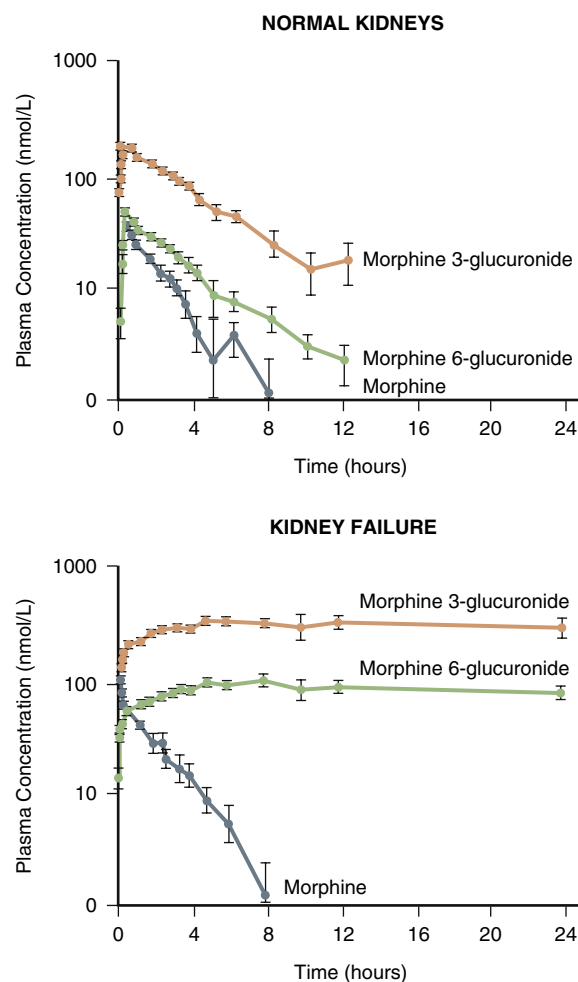 NORMAL KIDNEYS
Plasma Concentration (nmol/L)
1000
100
10
0
Morphine 3-glucuronide
Morphine 6-glucuronide
Morphine
0 4 8 12 16 20 24
Time (hours)
KIDNEY FAILURE
Plasma Concentration (nmol/L)
1000
100
10
0
Morphine 3-glucuronide
Morphine 6-glucuronide
Morphine
0 4 8 12 16 20 24
Time (hours)